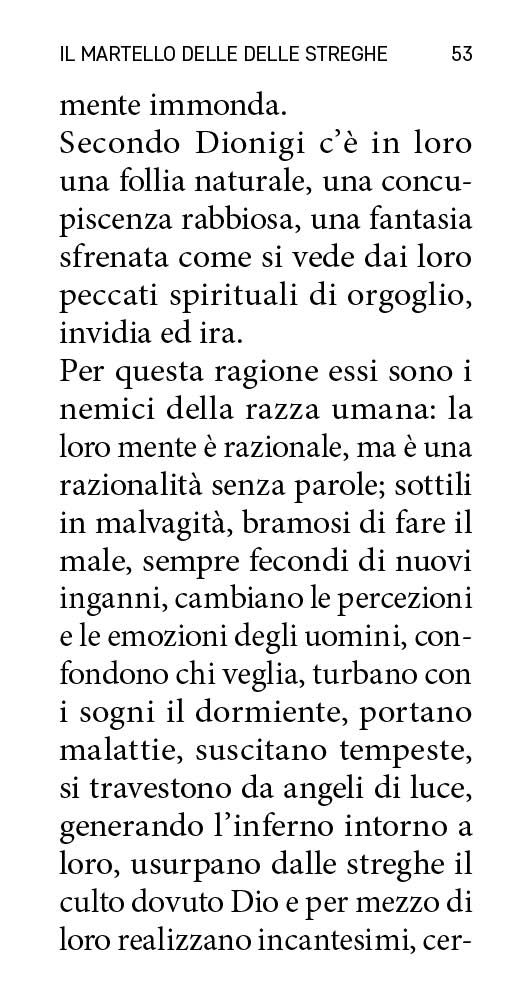 IL MARTELLO DELLE DELLE STREGHE 53
mente immonda.
Secondo Dionigi c’è in loro
una follia naturale, una concu-
piscenza rabbiosa, una fantasia
sfrenata come si vede dai loro
peccati spirituali di orgoglio,
invidia ed ira.
Per questa ragione essi sono i
nemici della razza umana: la
loro mente è razionale, ma è una
razionalità senza parole; sottili
in malvagità, bramosi di fare il
male, sempre fecondi di nuovi
inganni, cambiano le percezioni
e le emozioni degli uomini, con-
fondono chi veglia, turbano con
i sogni il dormiente, portano
malattie, suscitano tempeste,
si travestono da angeli di luce,
generando l’inferno intorno a
loro, usurpano dalle streghe il
culto dovuto Dio e per mezzo di
loro realizzano incantesimi, cer-